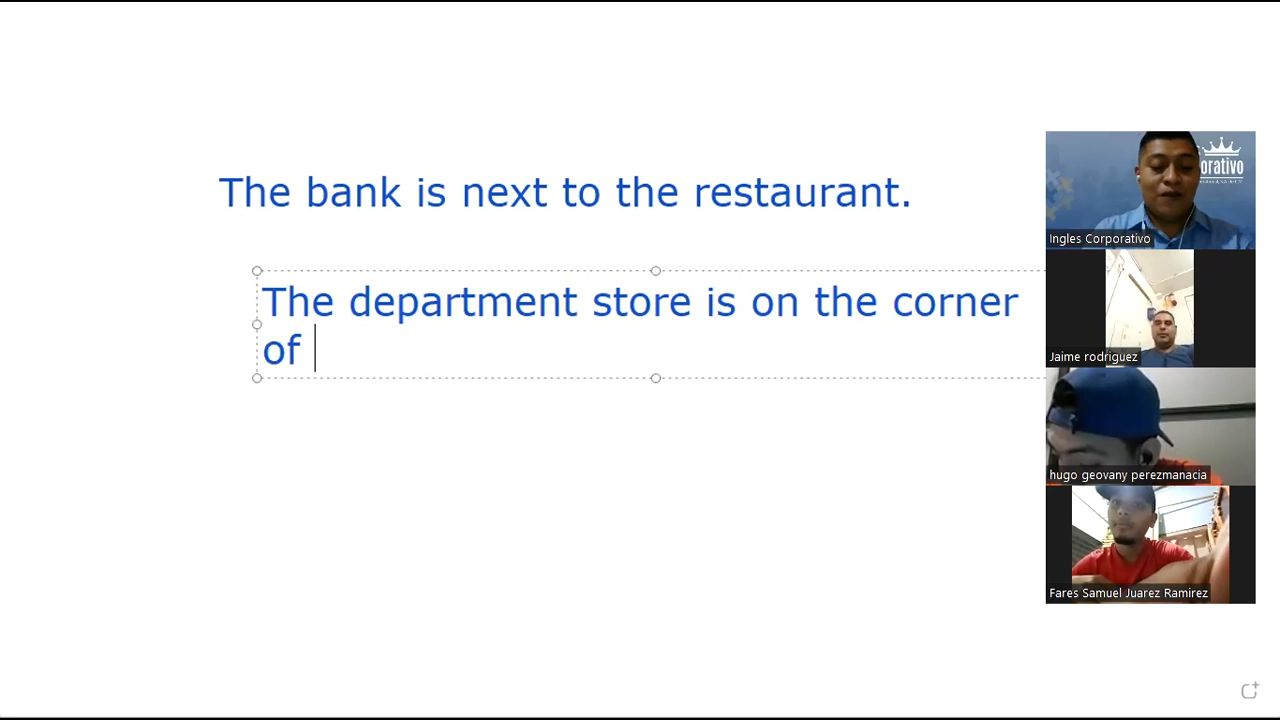 The bank is next to the restaurant.
The department store is on the corner
of
orativo
Ingles Corporativo
Jaime rodriguez
hugo geovany perezmanacia
Fares Samuel Juarez Ramirez